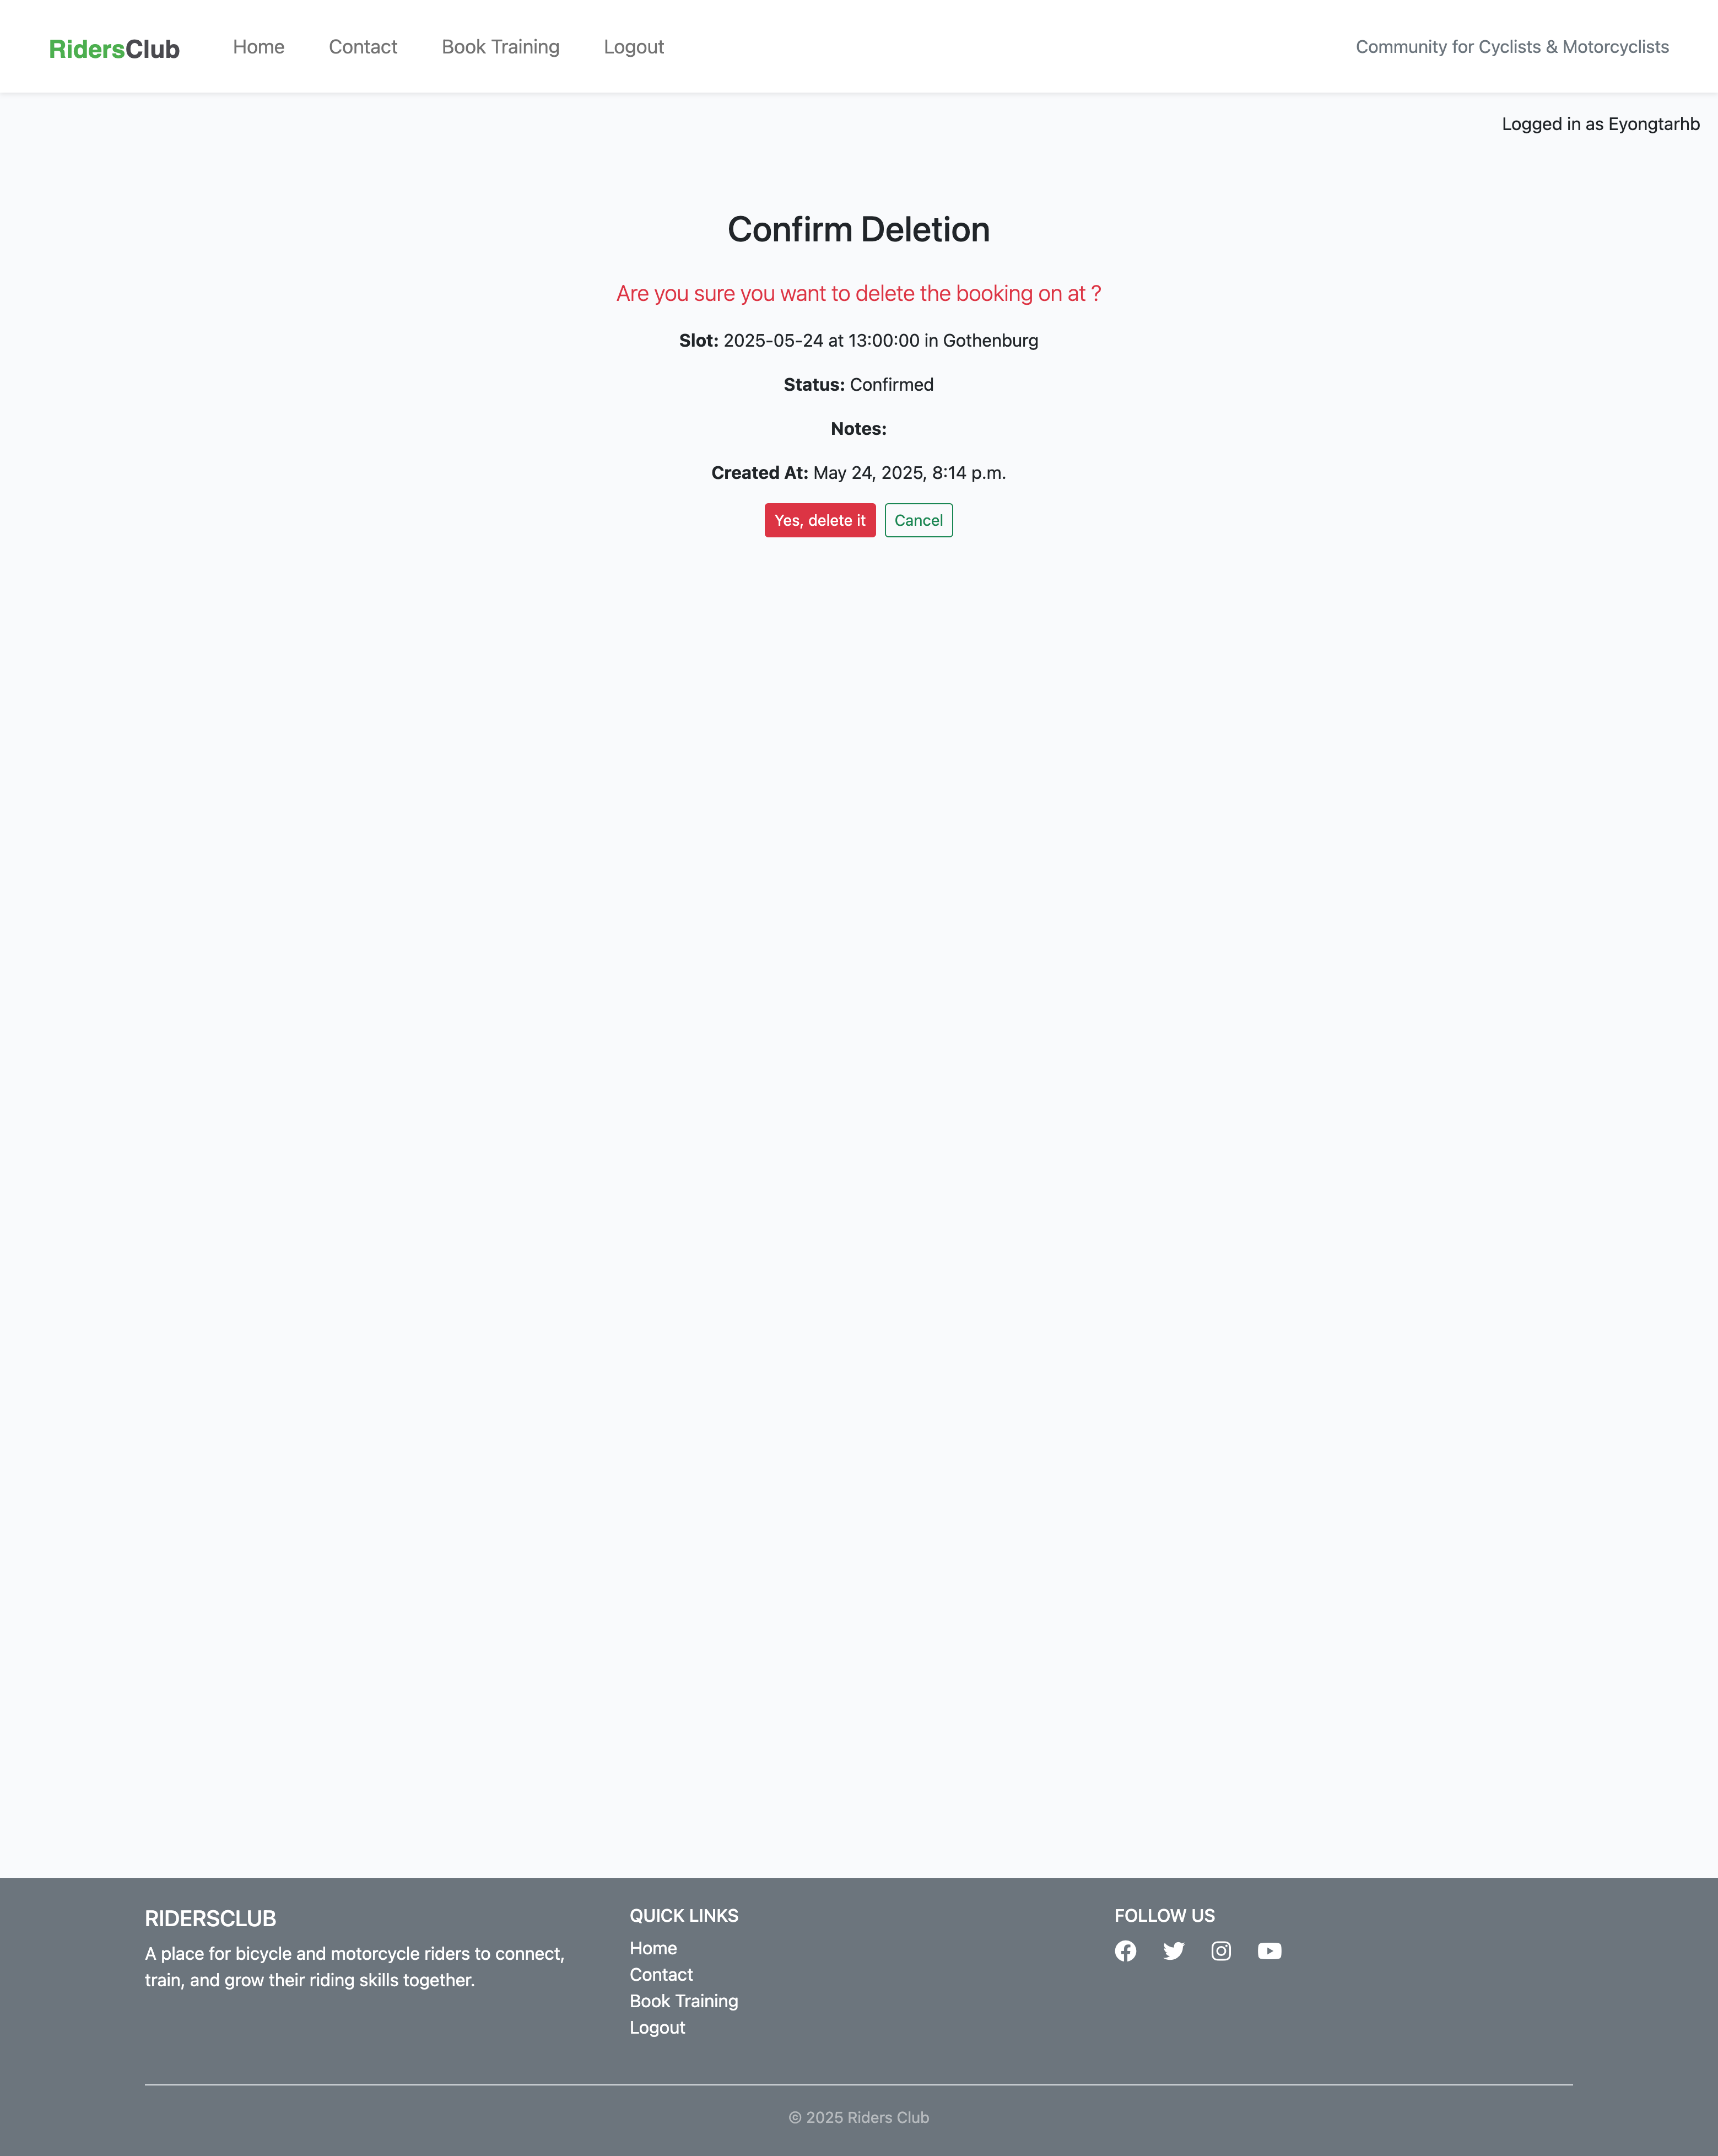 RidersClub Home Contact Book Training Logout Community for Cyclists & Motorcyclists
Logged in as Eyongtarhb
Confirm Deletion
Are you sure you want to delete the booking on at ?
Slot: 2025-05-24 at 13:00:00 in Gothenburg
Status: Confirmed
Notes:
Created At: May 24, 2025, 8:14 p.m.
Yes, delete it Cancel
RIDERSCLUB
A place for bicycle and motorcycle riders to connect,
train, and grow their riding skills together.
QUICK LINKS
Home
Contact
Book Training
Logout
FOLLOW US
© 2025 Riders Club